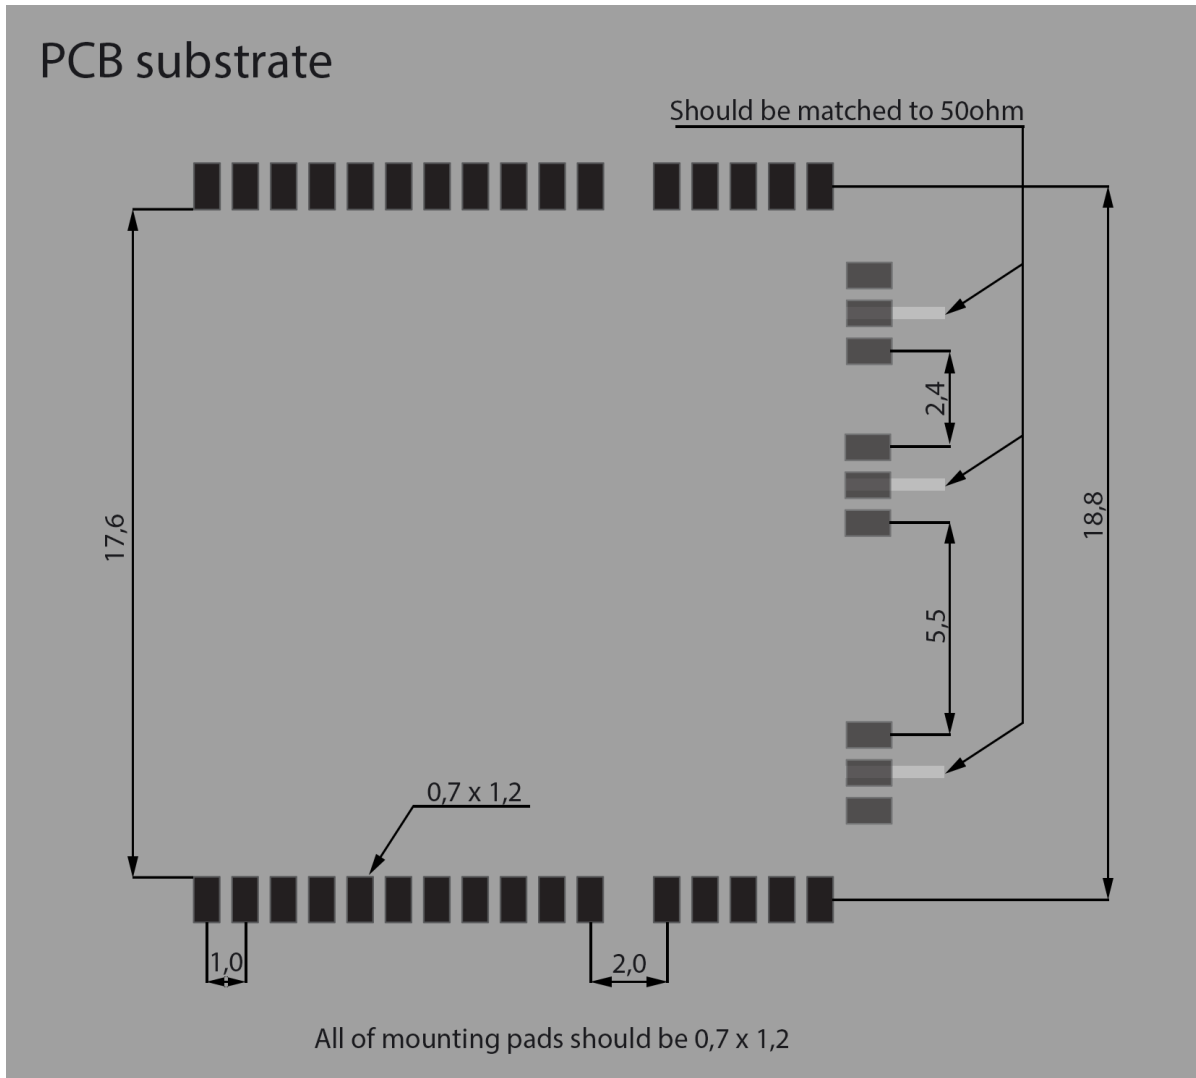 PCB substrate
Should be matched to 50ohm
2,4
17,6
18,8
5,5
0,7 x 1,2
1,0
2,0
All of mounting pads should be 0,7 x 1,2